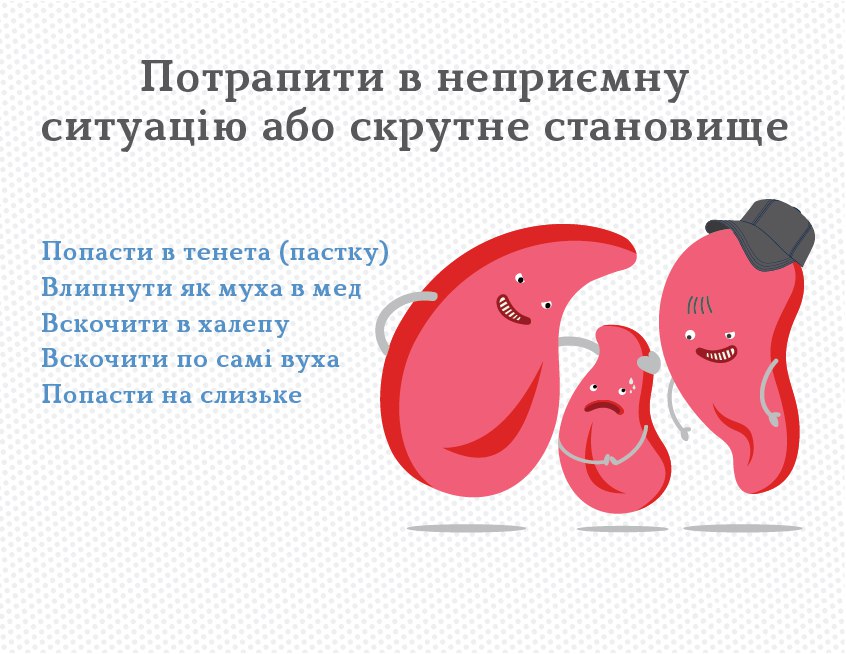 Потрапити в неприємну
ситуацію або скрутне становище
Попасти в тенета (пастку)
Влипнути як муха в мед
Вскочити в халепу
Вскочити по самі вуха
Попасти на слизьке